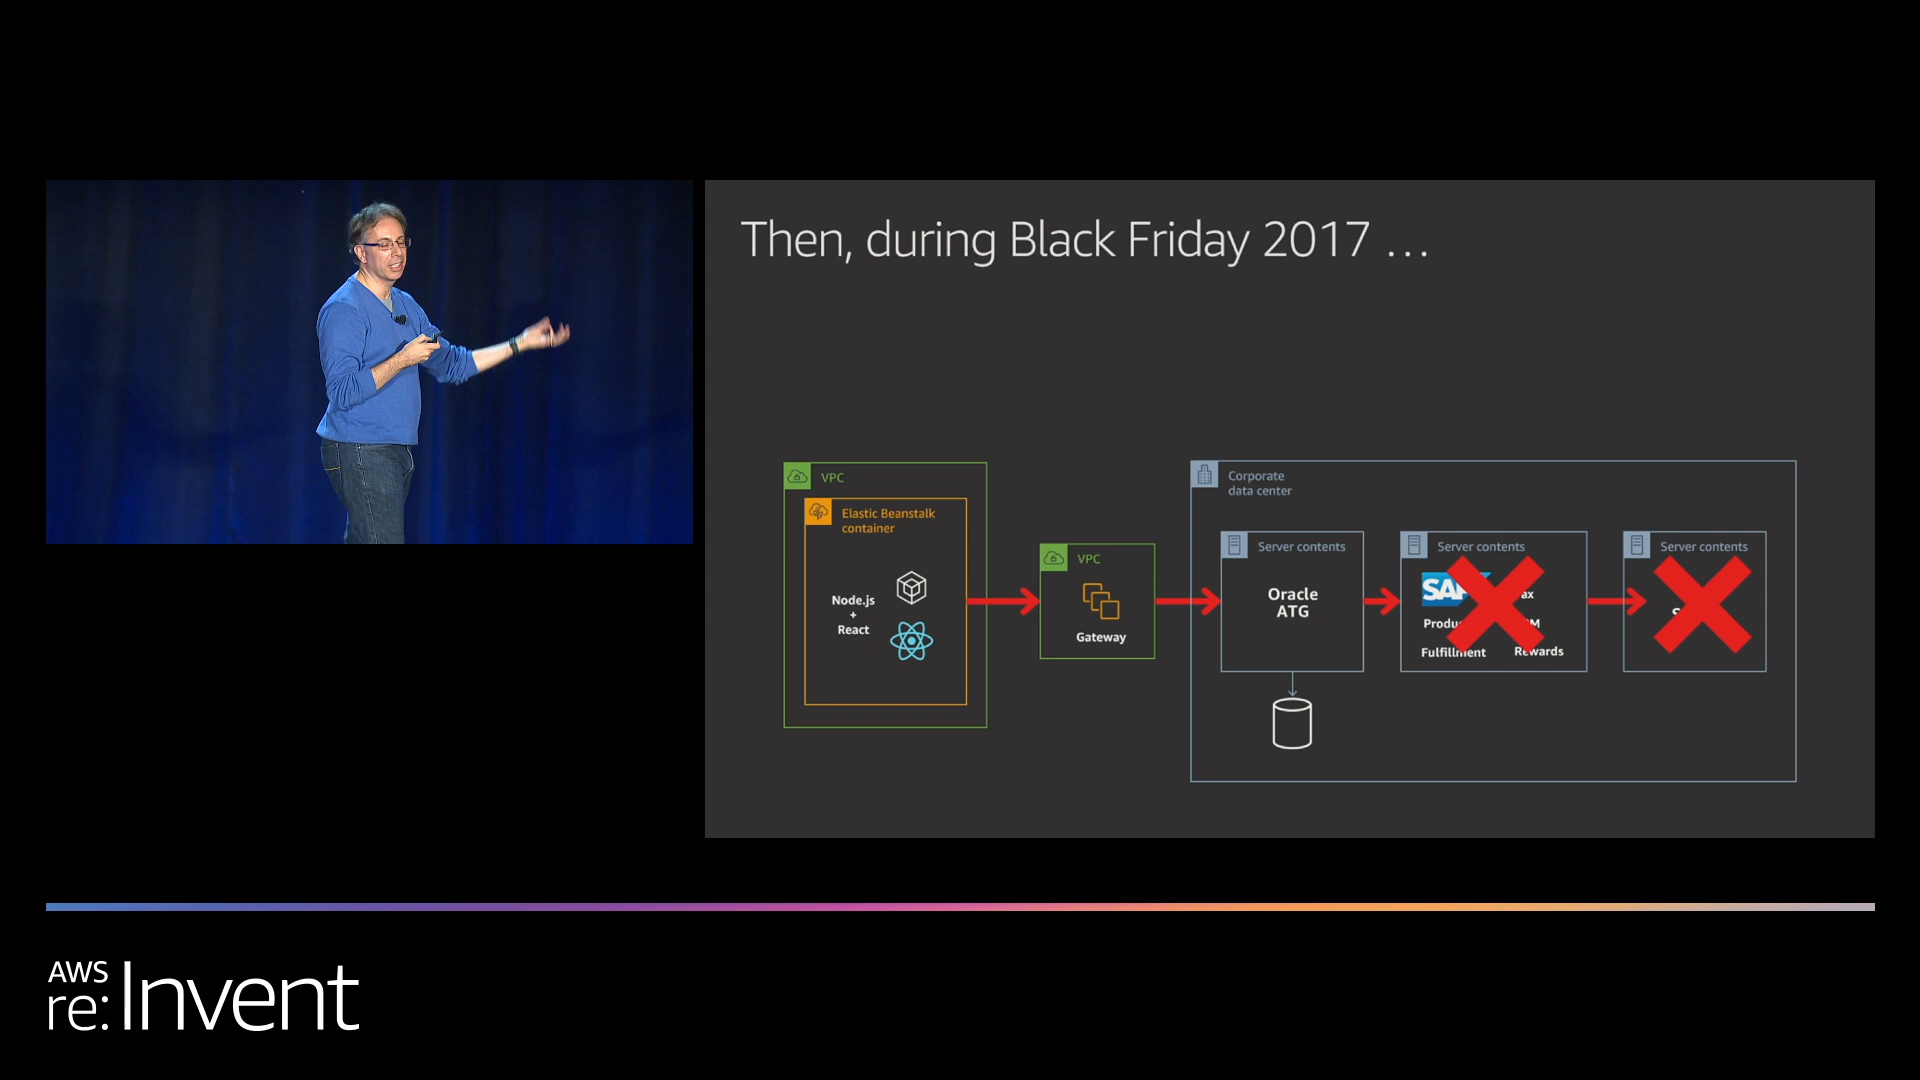 Then, during Black Friday 2017 ...
VPC
Elastic Beanstalk
container
Node.js
+
React
VPC
Gateway
Corporate
data center
Server contents
Oracle
ATG
Server contents
SAP
Fulfillment
Rewards
Server contents
AWS
re:Invent